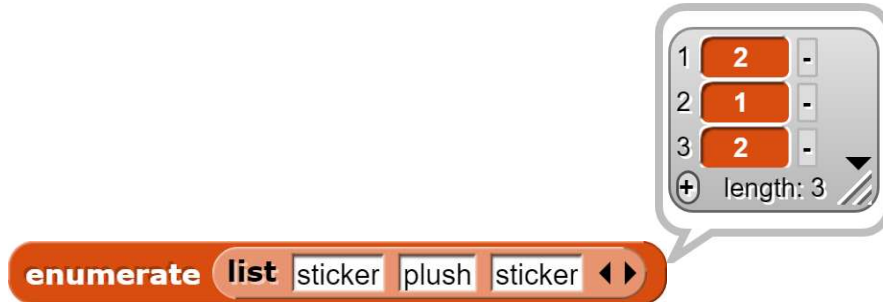 1 2 -
2 1 -
3 2 -
+ length: 3
enumerate list sticker plush sticker